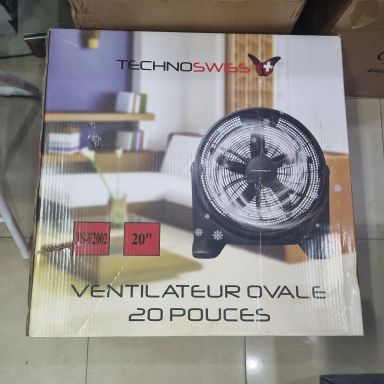 TECHNOSWISS
20"
VENTILATEUR OVALE
20 POUCES